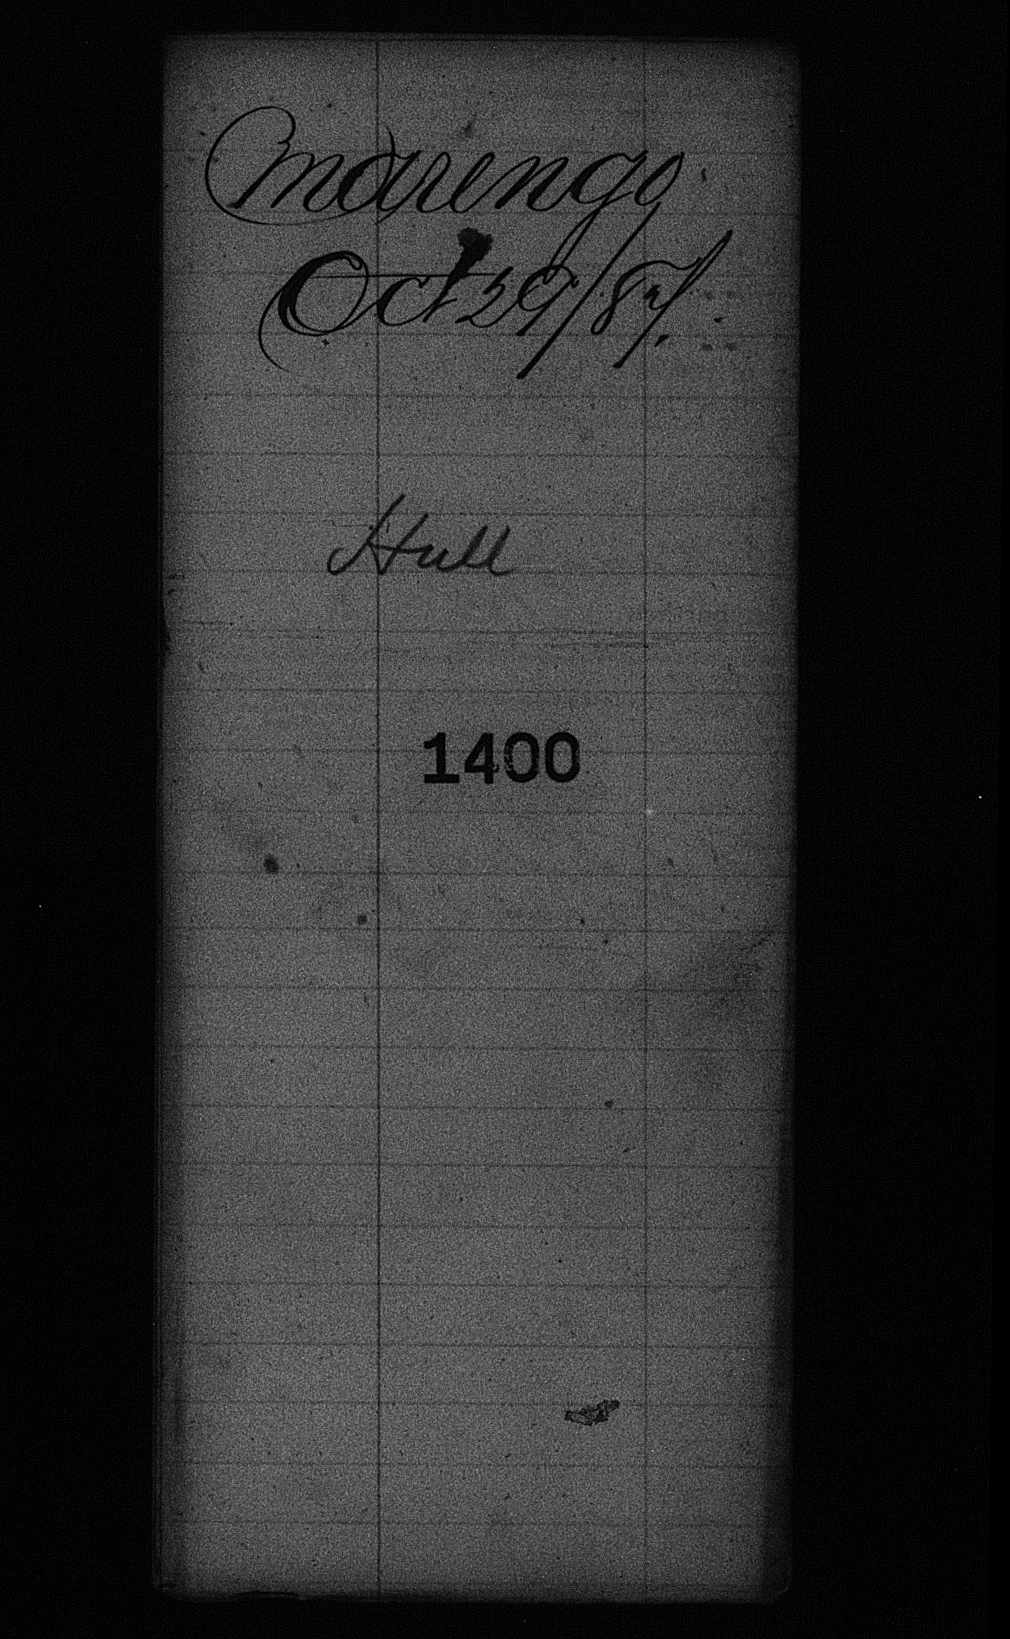 Marengo.
Oct 29/87.
Hull
1400